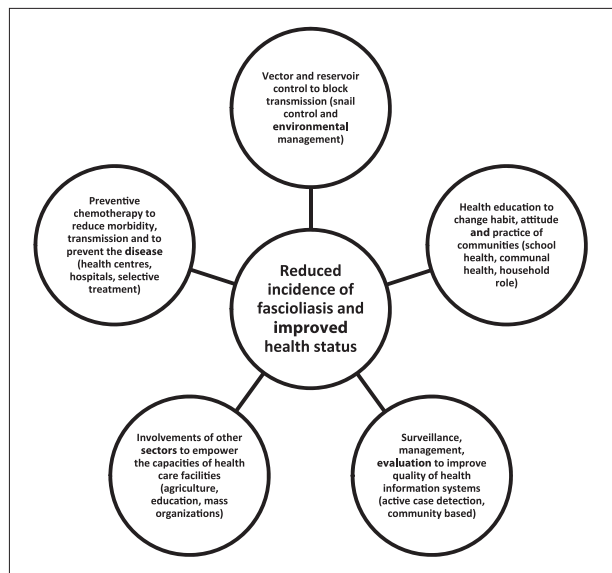 Vector and reservoir
control to block
transmission (snail
control and
environmental
management)
Preventive
chemotherapy to
reduce morbidity,
transmission and to
prevent the disease
(health centres,
hospitals, selective
treatment)
Health education to
change habit, attitude
and practice of
communities (school
health, communal
health, household
role)
Reduced
incidence of
fascioliasis and
improved
health status
Involvements of other
sectors to empower
the capacities of health
care facilities
(agriculture,
education, mass
organizations)
Surveillance,
management,
evaluation to improve
quality of health
information systems
(active case detection,
community based)